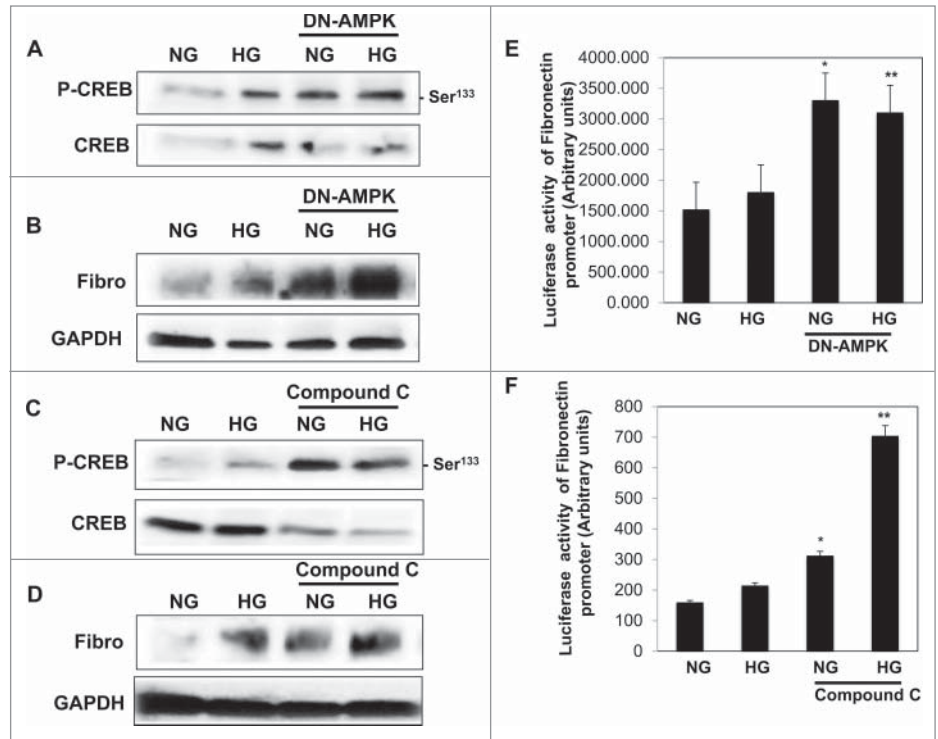 A
DN-AMPK
NG HG NG HG
P-CREB
- Ser133
CREB
B
DN-AMPK
NG HG NG HG
Fibro
GAPDH
C
Compound C
NG HG NG HG
P-CREB
- Ser133
CREB
D
Compound C
NG HG NG HG
Fibro
GAPDH
E
Luciferase activity of Fibronectin
promoter (Arbitrary units)
4000.000
3500.000
3000.000
2500.000
2000.000
1500.000
1000.000
500.000
0.000
* **
NG HG NG HG
DN-AMPK
F
Luciferase activity of Fibronectin
promoter (Arbitrary units)
800
700
600
500
400
300
200
100
0
* **
NG HG NG HG
Compound C